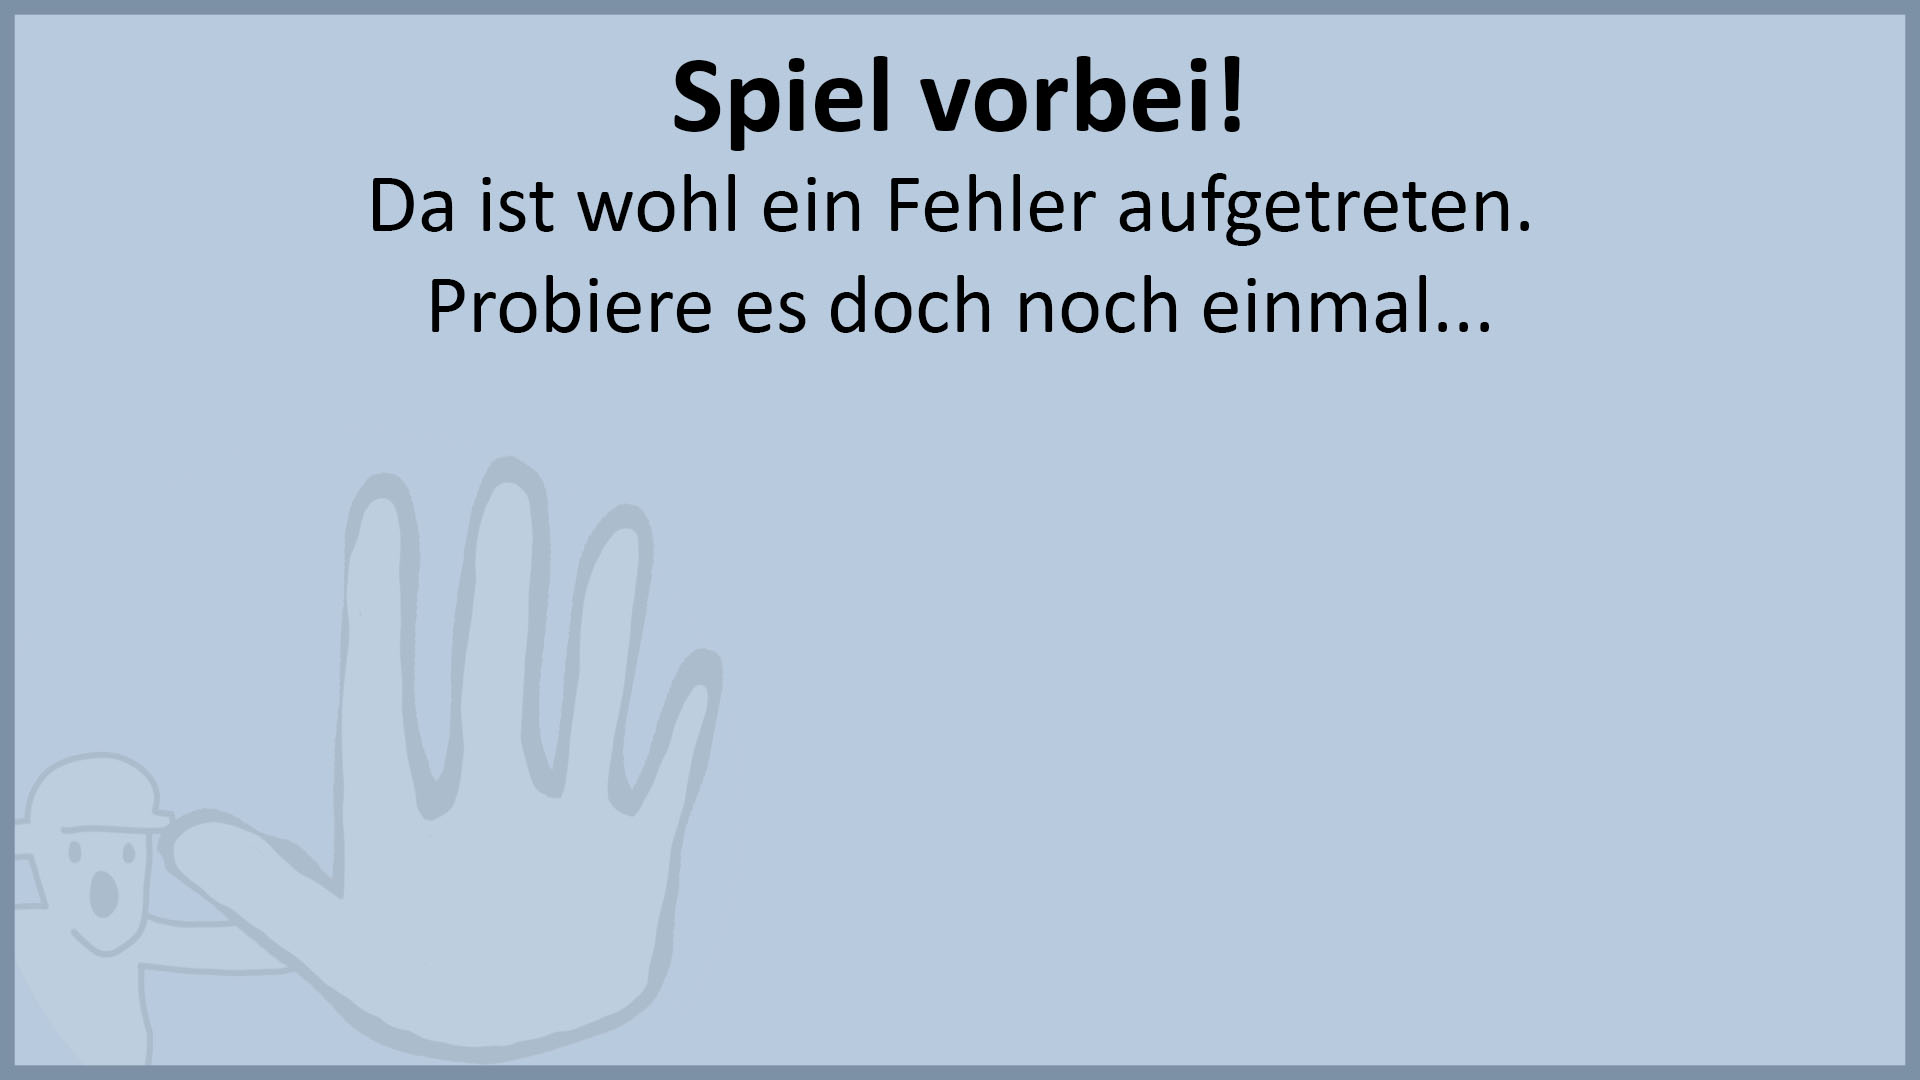 Spiel vorbei!
Da ist wohl ein Fehler aufgetreten.
Probiere es doch noch einmal...